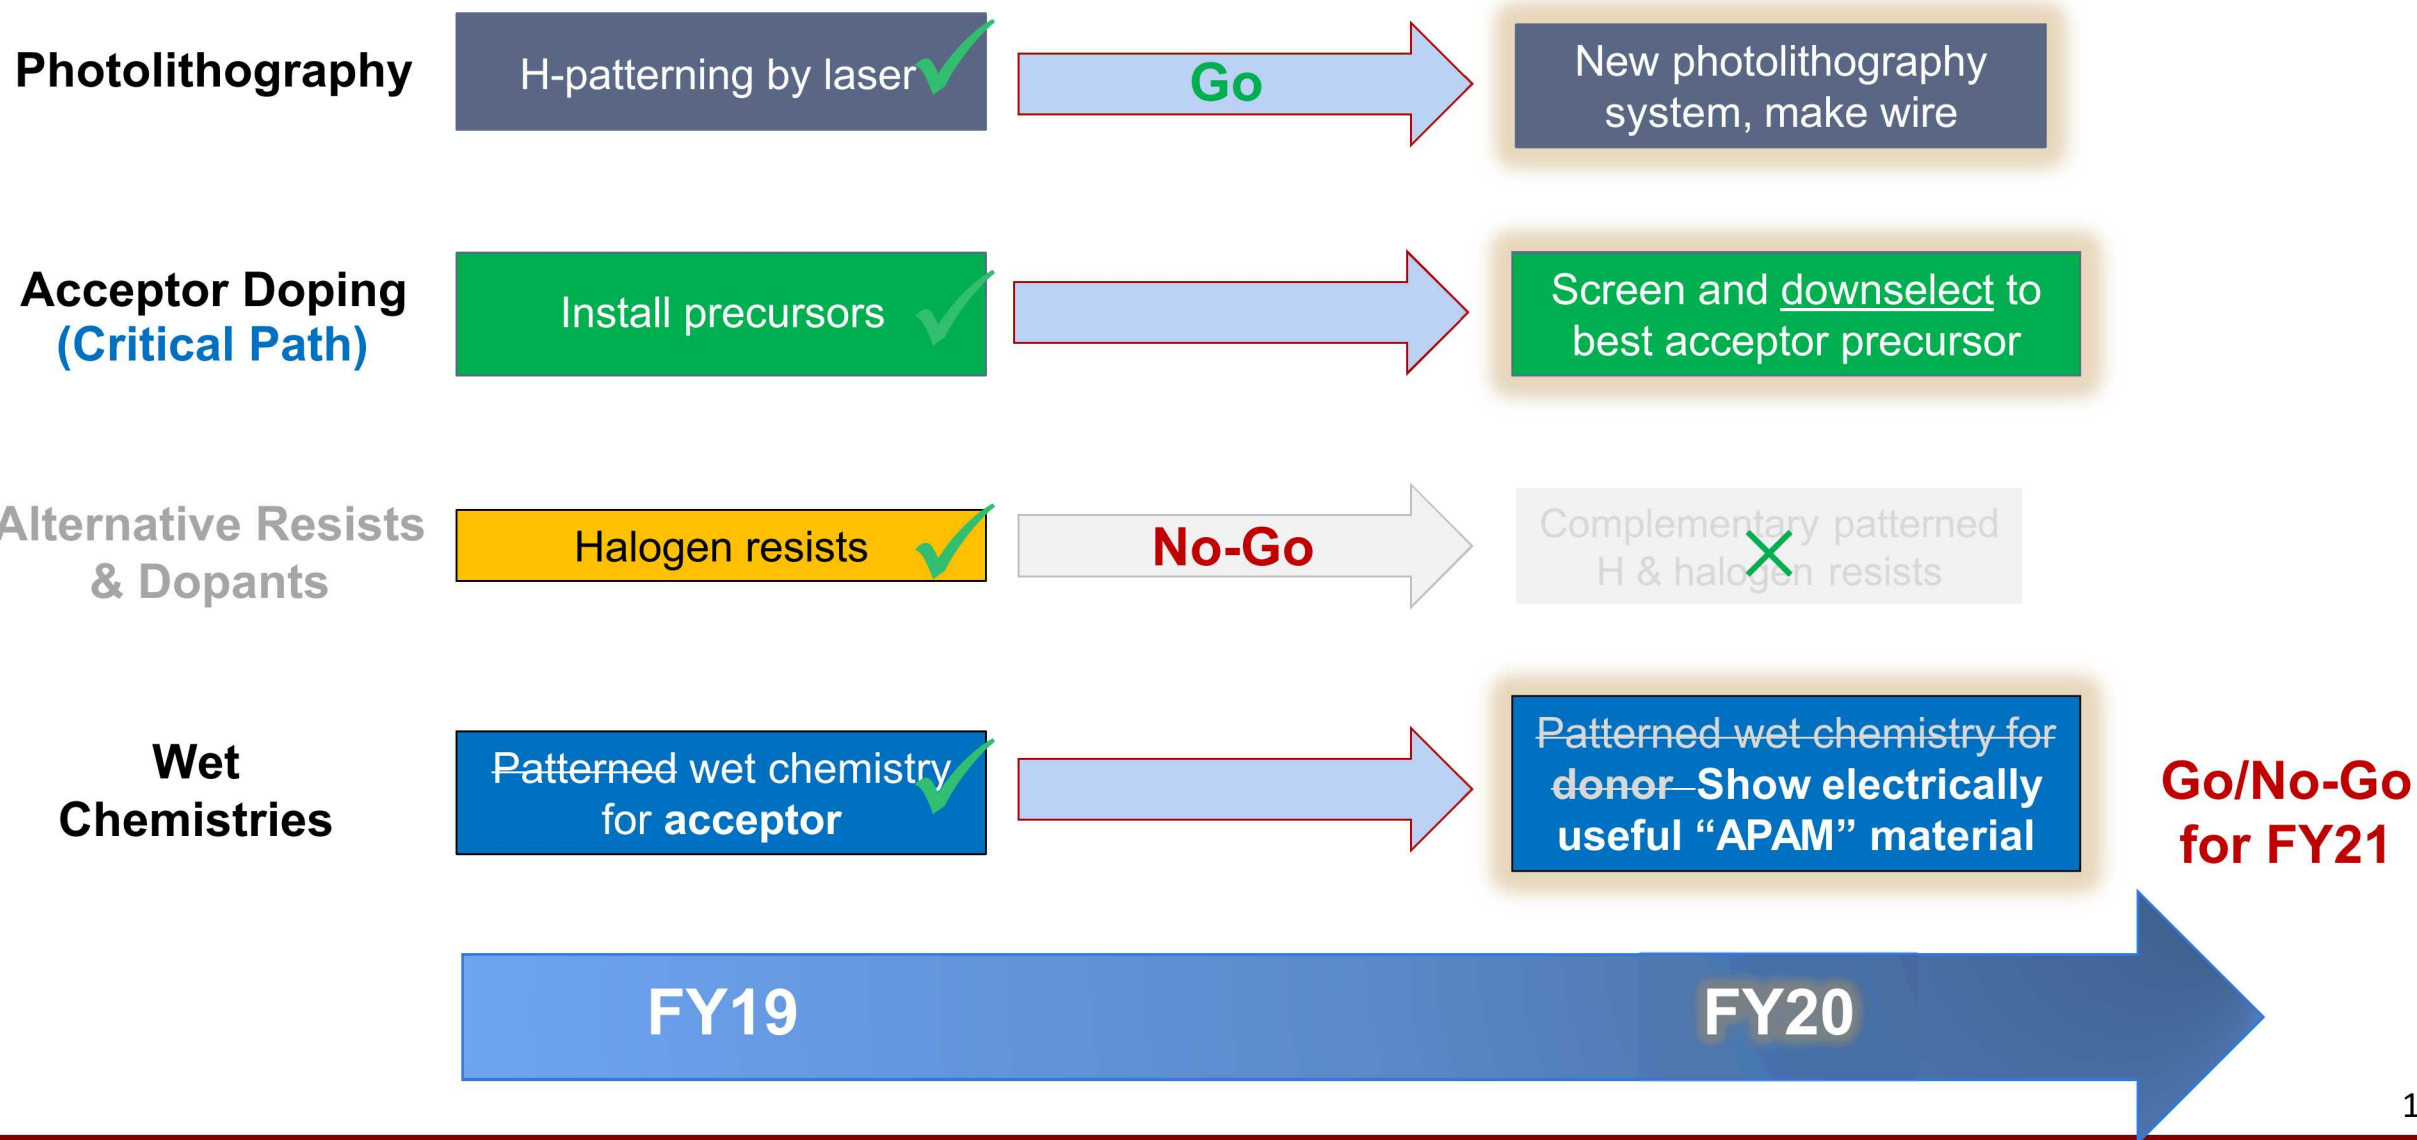 Photolithography
H-patterning by laser
Go
New photolithography
system, make wire
Acceptor Doping
(Critical Path)
Install precursors
Screen and downselect to
best acceptor precursor
Alternative Resists
& Dopants
Halogen resists
No-Go
Complementary patterned
H & halogen resists
Wet
Chemistries
Patterned wet chemistry
for acceptor
Patterned wet chemistry for
donor Show electrically
useful “APAM” material
Go/No-Go
for FY21
FY19
FY20
1